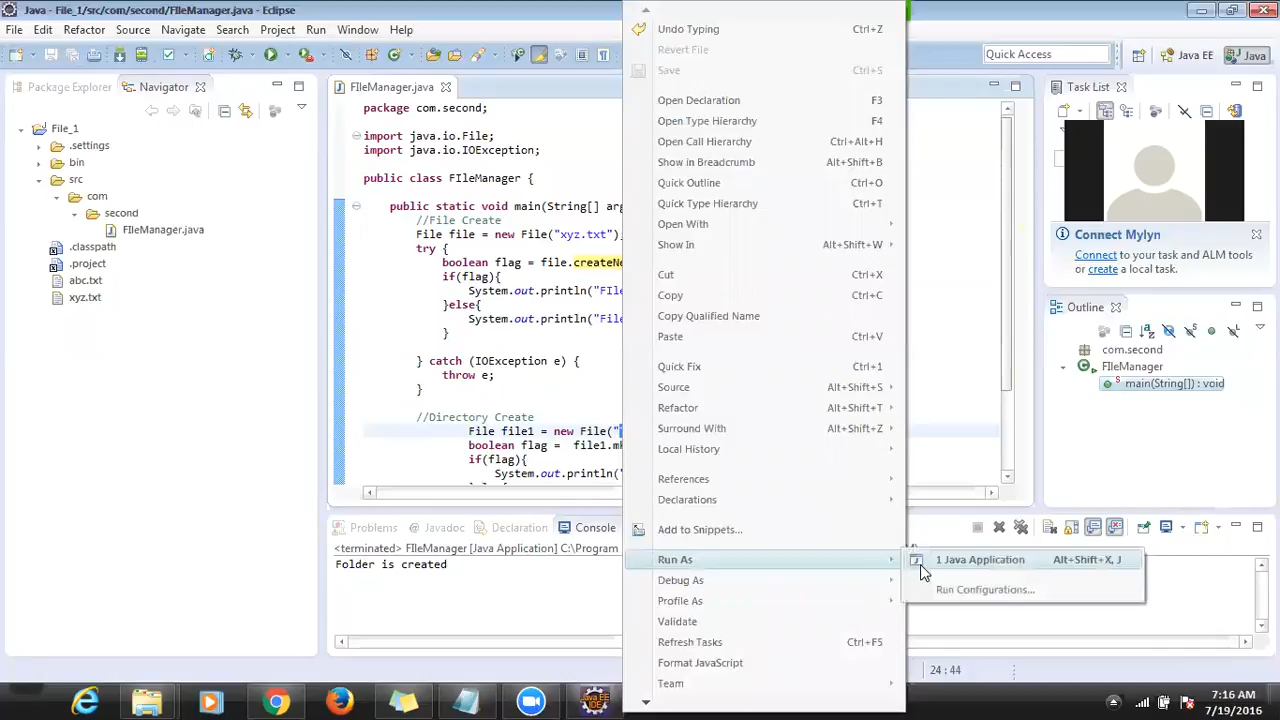 Java - File_1/src/com/second/FIleManager.java - Eclipse
File Edit Refactor Source Navigate Search Project Run Window Help
Quick Access
Java EE
Java
Package Explorer
Navigator
File_1
.settings
bin
src
com
second
FIleManager.java
.classpath
.project
abc.txt
xyz.txt
FIleManager.java
package com.second;
import java.io.File;
import java.io.IOException;
public class FIleManager {
public static void main(String[] arg
//File Create
File file = new File("xyz.txt");
try {
boolean flag = file.createNe
if(flag){
System.out.println("FIle
}else{
System.out.println("File
}
} catch (IOException e) {
throw e;
}
//Directory Create
File file1 = new File("
boolean flag = file1.mk
if(flag){
System.out.println("
Undo Typing Ctrl+Z
Revert File
Save Ctrl+S
Open Declaration F3
Open Type Hierarchy F4
Open Call Hierarchy Ctrl+Alt+H
Show in Breadcrumb Alt+Shift+B
Quick Outline Ctrl+O
Quick Type Hierarchy Ctrl+T
Open With
Show In Alt+Shift+W
Cut Ctrl+X
Copy Ctrl+C
Copy Qualified Name
Paste Ctrl+V
Quick Fix Ctrl+1
Source Alt+Shift+S
Refactor Alt+Shift+T
Surround With Alt+Shift+Z
Local History
References
Declarations
Add to Snippets...
Run As
Debug As
Profile As
Validate
Refresh Tasks Ctrl+F5
Format JavaScript
Team
1 Java Application Alt+Shift+X, J
Run Configurations...
Task List
Connect Mylyn
Connect to your task and ALM tools
or create a local task.
Outline
com.second
FIleManager
main(String[]) : void
Problems
Javadoc
Declaration
Console
<terminated> FIleManager [Java Application] C:\Program
Folder is created
24 : 44
7:16 AM
7/19/2016